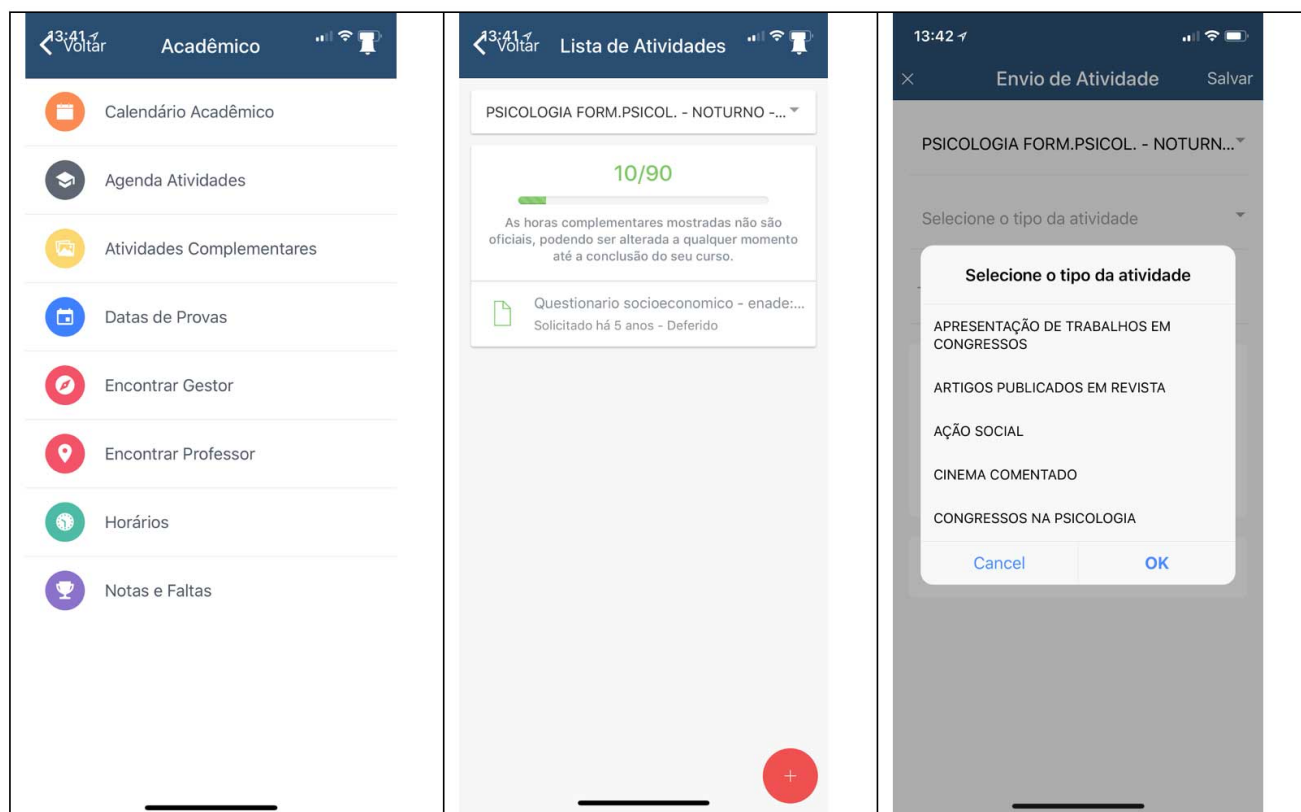 13:41
Voltar
Acadêmico
Calendário Acadêmico
Agenda Atividades
Atividades Complementares
Datas de Provas
Encontrar Gestor
Encontrar Professor
Horários
Notas e Faltas
13:41
Voltar
Lista de Atividades
PSICOLOGIA FORM.PSICOL. - NOTURNO -...
10/90
As horas complementares mostradas não são
oficiais, podendo ser alterada a qualquer momento
até a conclusão do seu curso.
Questionario socioeconomico - enade:...
Solicitado há 5 anos - Deferido
+
13:42
× Envio de Atividade Salvar
PSICOLOGIA FORM.PSICOL. - NOTURN...
Selecione o tipo da atividade
Selecione o tipo da atividade
APRESENTAÇÃO DE TRABALHOS EM
CONGRESSOS
ARTIGOS PUBLICADOS EM REVISTA
AÇÃO SOCIAL
CINEMA COMENTADO
CONGRESSOS NA PSICOLOGIA
Cancel OK